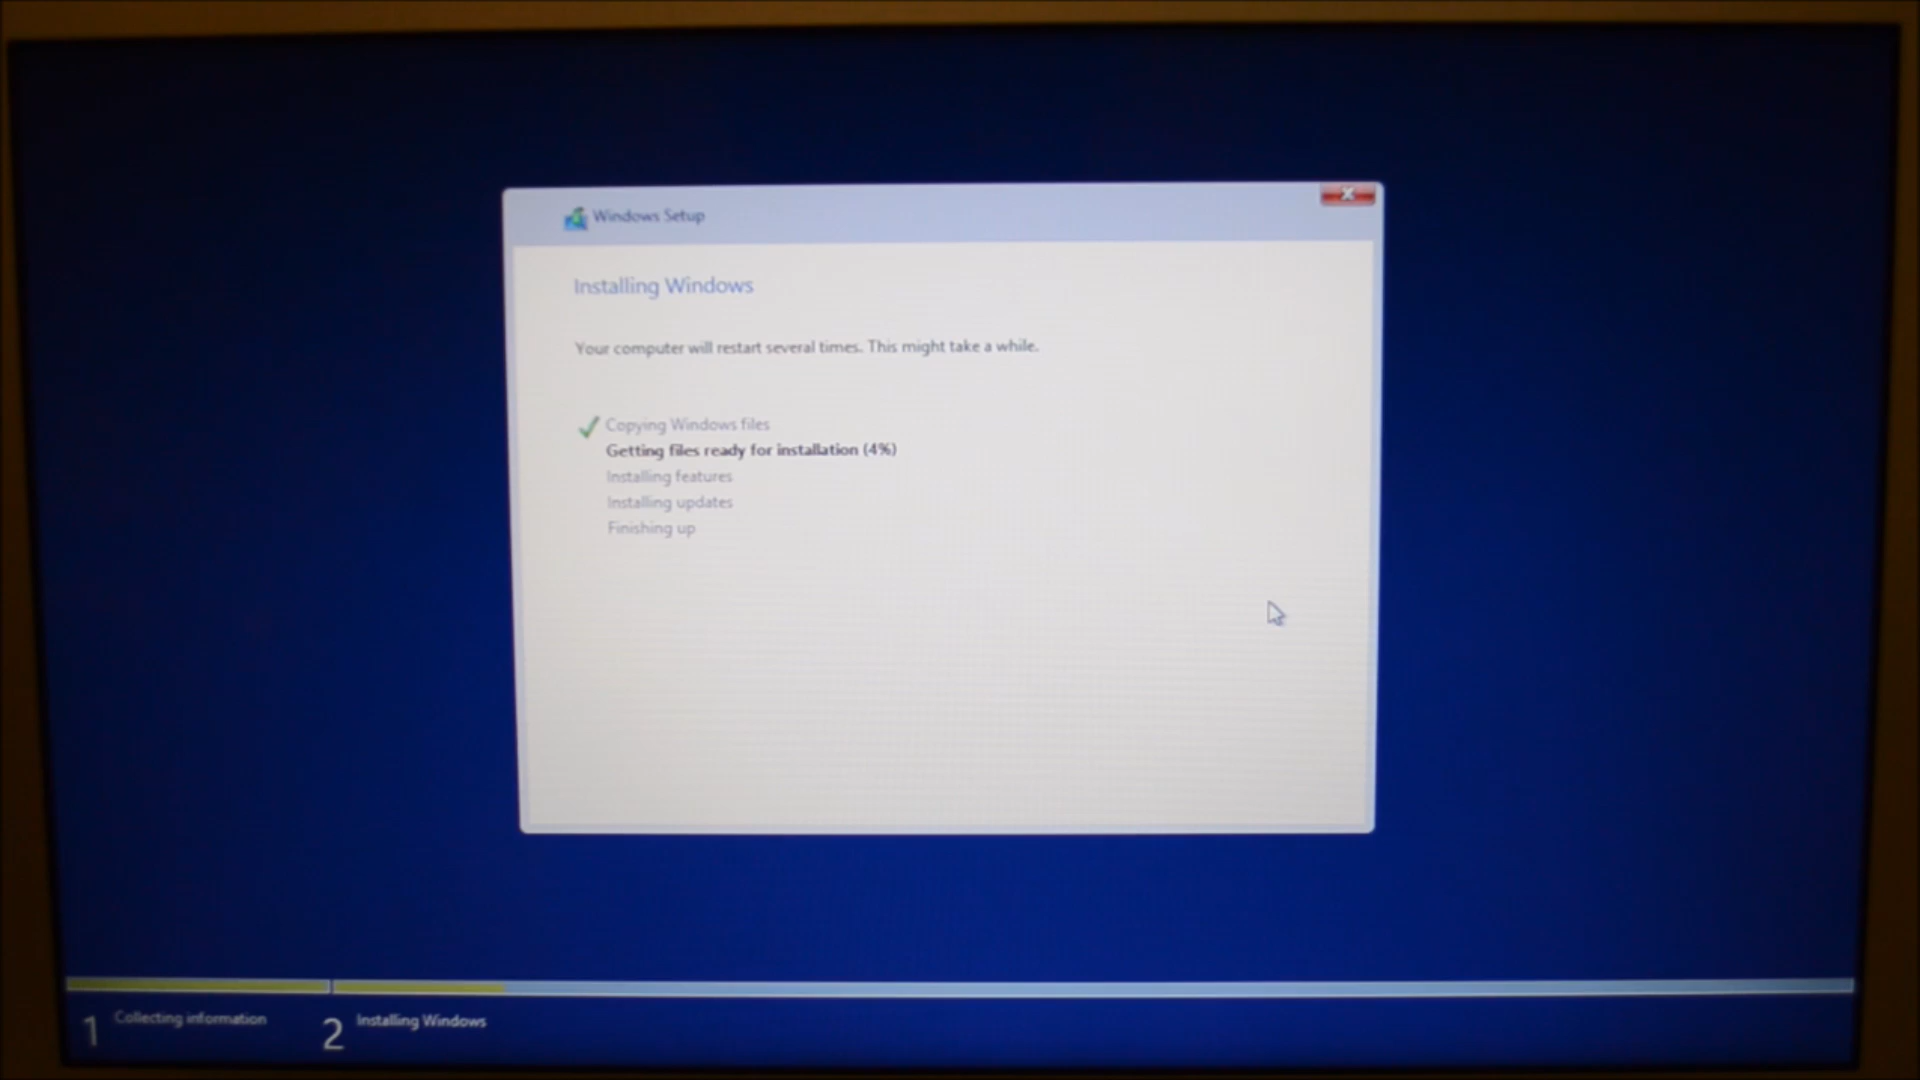 Windows Setup
Installing Windows
Your computer will restart several times. This might take a while.
Copying Windows files
Getting files ready for installation (4%)
Installing features
Installing updates
Finishing up
1 Collecting information
2 Installing Windows